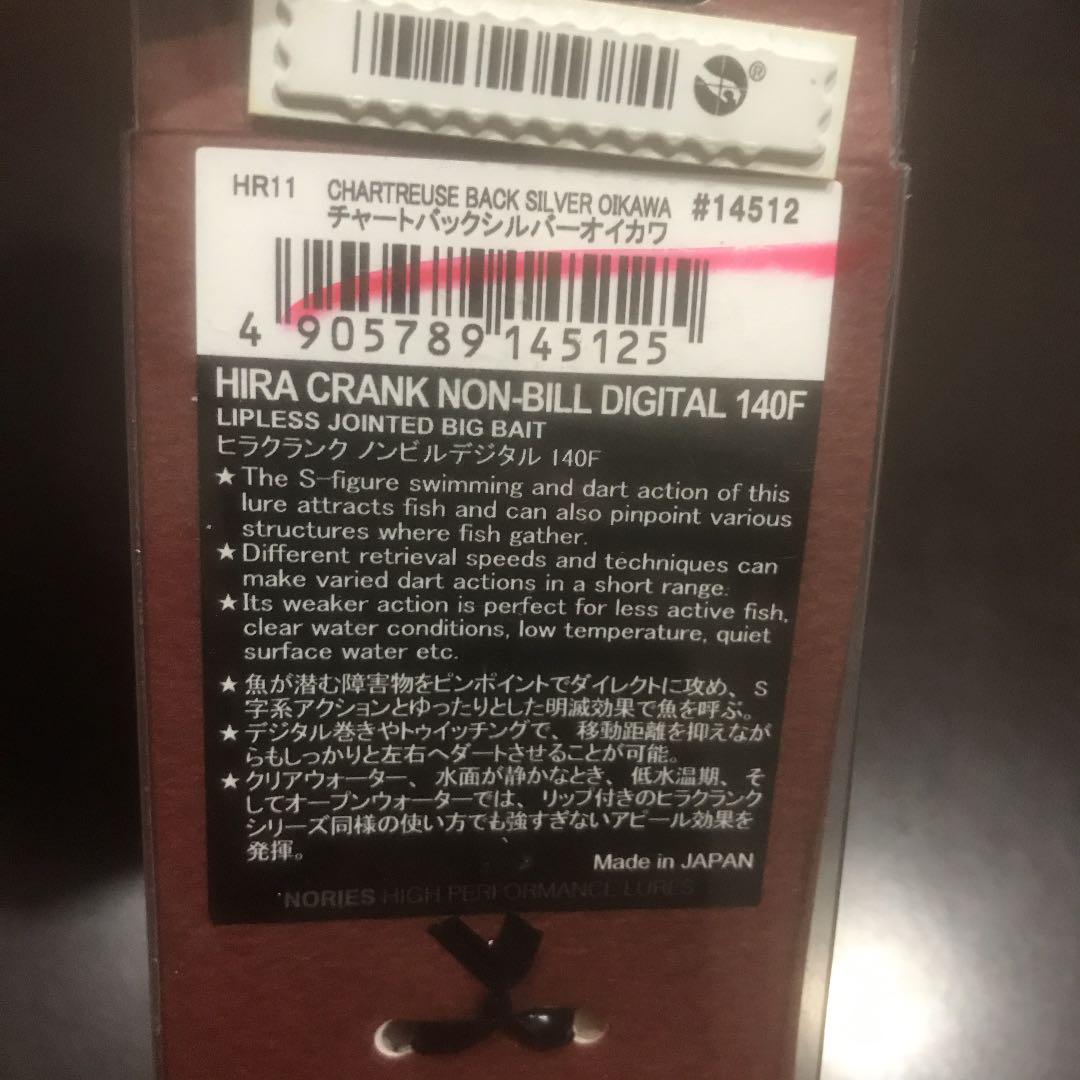 ®
HR11 CHARTREUSE BACK SILVER OIKAWA #14512
チャートバックシルバーオイカワ
4 905789 145125
HIRA CRANK NON-BILL DIGITAL 140F
LIPLESS JOINTED BIG BAIT
ヒラクランク ノンビルデジタル 140F
★The S-figure swimming and dart action of this
lure attracts fish and can also pinpoint various
structures where fish gather.
★Different retrieval speeds and techniques can
make varied dart actions in a short range.
★Its weaker action is perfect for less active fish,
clear water conditions, low temperature, quiet
surface water etc.
★魚が潜む障害物をピンポイントでダイレクトに攻め、S
字系アクションとゆったりとした明滅効果で魚を呼ぶ。
★デジタル巻きやトゥイッチングで、移動距離を抑えなが
らもしっかりと左右へダートさせることが可能。
★クリアウォーター、水面が静かなとき、低水温期、そ
してオープンウォーターでは、リップ付きのヒラクランク
シリーズ同様の使い方でも強すぎないアピール効果を
発揮。
Made in JAPAN
NORIES HIGH PERFORMANCE LURES